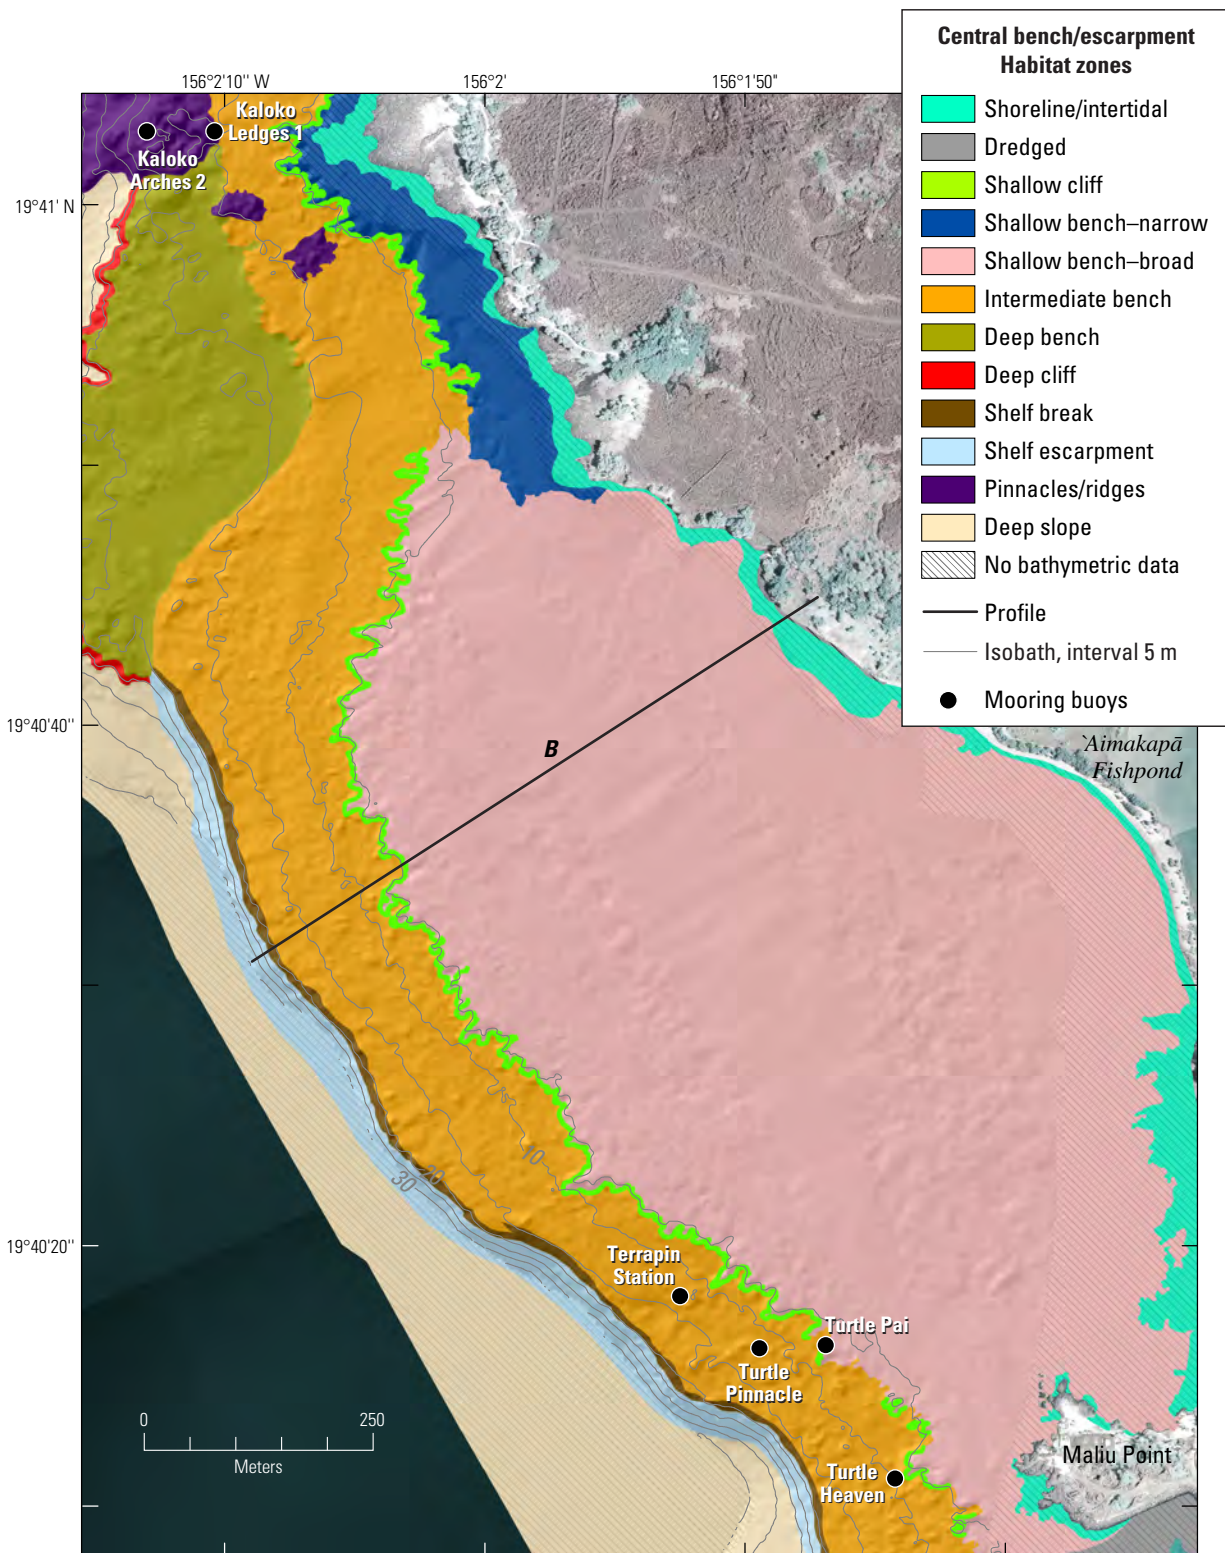 Central bench/escarpment
Habitat zones
Shoreline/intertidal
Dredged
Shallow cliff
Shallow bench–narrow
Shallow bench–broad
Intermediate bench
Deep bench
Deep cliff
Shelf break
Shelf escarpment
Pinnacles/ridges
Deep slope
No bathymetric data
Profile
Isobath, interval 5 m
Mooring buoys
156°2'10" W
156°2'
156°1'50"
Kaloko
Ledges 1
Kaloko
Arches 2
19°41' N
19°40'40"
B
`Aimakapā
Fishpond
10
20
30
19°40'20"
Terrapin
Station
Turtle Pai
Turtle
Pinnacle
0 250
Meters
Maliu Point
Turtle
Heaven